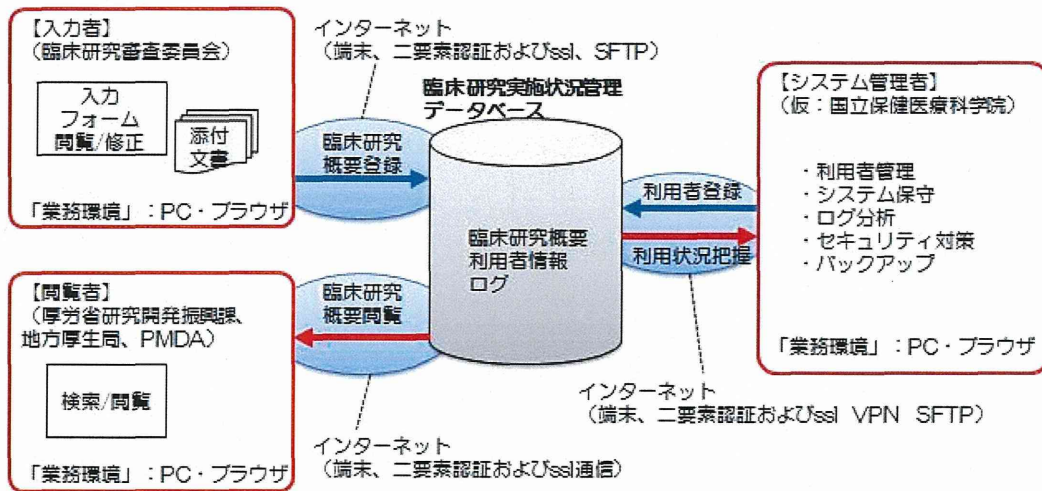 【入力者】
(臨床研究審査委員会)
入力
フォーム
閲覧/修正
添付
文書
「業務環境」:PC・ブラウザ
インターネット
(端末、二要素認証およびssl、SFTP)
臨床研究
概要登録
臨床研究実施状況管理
データベース
臨床研究概要
利用者情報
ログ
【システム管理者】
(仮:国立保健医療科学院)
・利用者管理
・システム保守
・ログ分析
・セキュリティ対策
・バックアップ
「業務環境」:PC・ブラウザ
利用者登録
利用状況把握
インターネット
(端末、二要素認証およびssl VPN SFTP)
【閲覧者】
(厚労省研究開発振興課、
地方厚生局、PMDA)
検索/閲覧
「業務環境」:PC・ブラウザ
臨床研究
概要閲覧
インターネット
(端末、二要素認証およびssl通信)